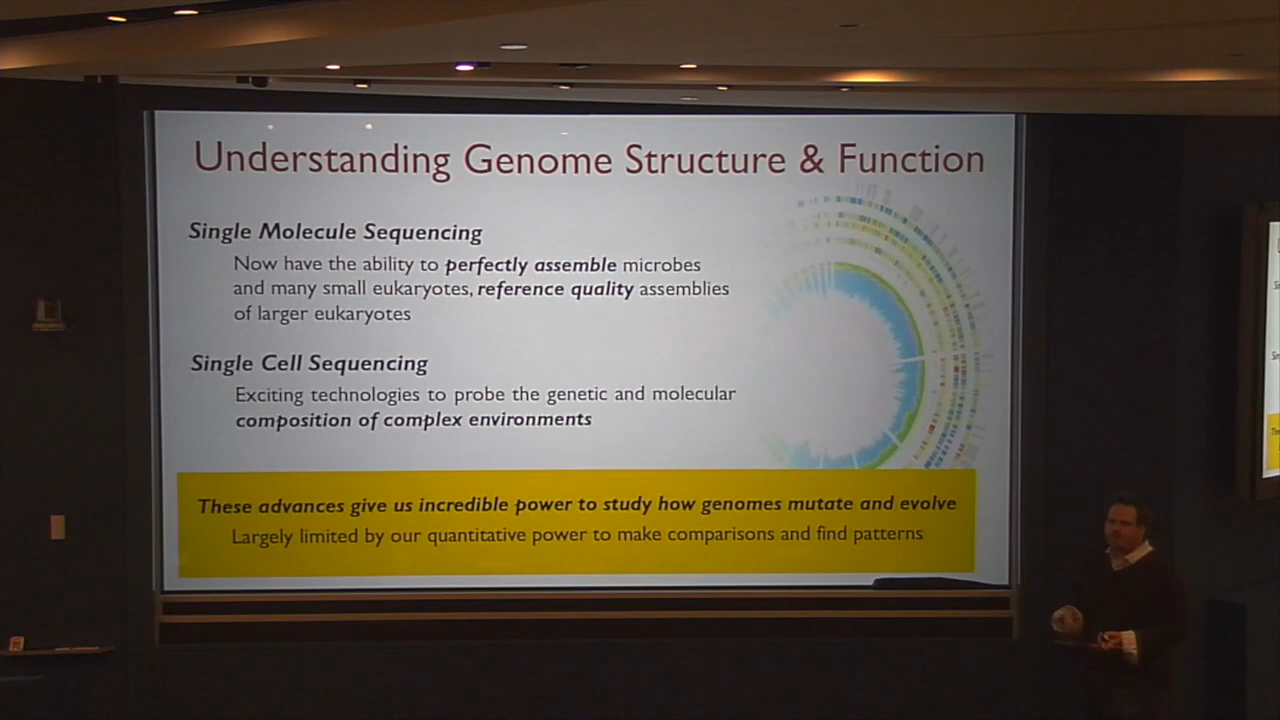 Understanding Genome Structure & Function
Single Molecule Sequencing
Now have the ability to perfectly assemble microbes
and many small eukaryotes, reference quality assemblies
of larger eukaryotes
Single Cell Sequencing
Exciting technologies to probe the genetic and molecular
composition of complex environments
These advances give us incredible power to study how genomes mutate and evolve
Largely limited by our quantitative power to make comparisons and find patterns